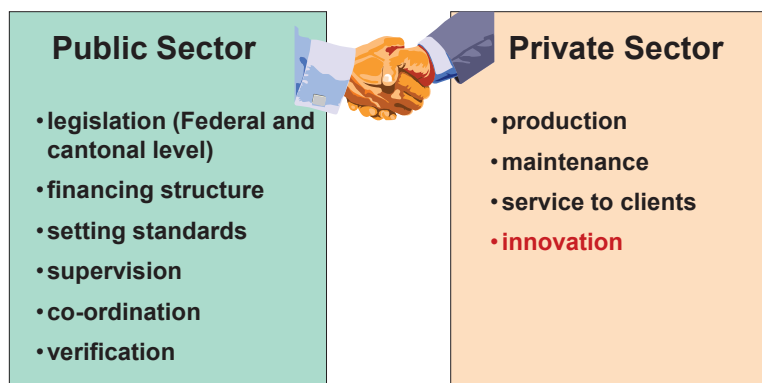 Public Sector
•legislation (Federal and
cantonal level)
•financing structure
•setting standards
•supervision
•co-ordination
•verification
Private Sector
•production
•maintenance
•service to clients
•innovation